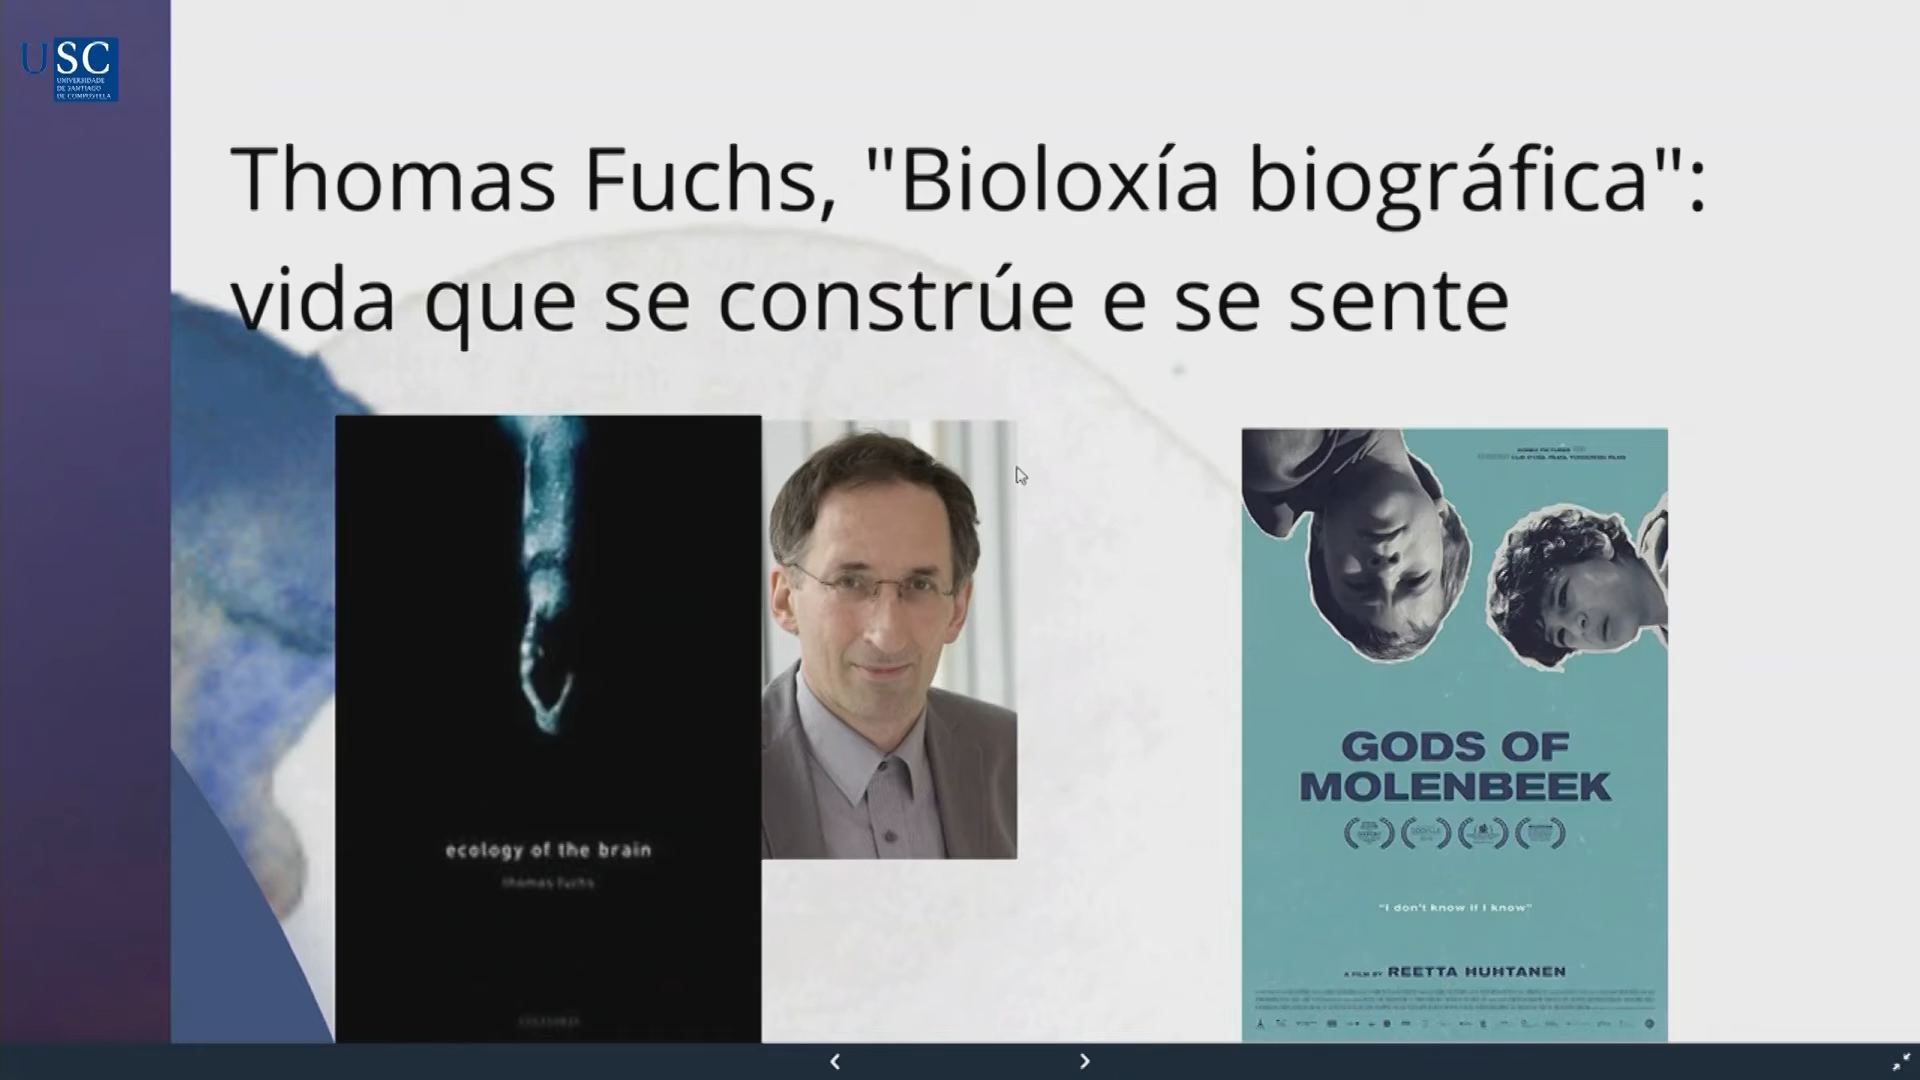 USC
UNIVERSIDADE
DE SANTIAGO
DE COMPOSTELA
Thomas Fuchs, "Bioloxía biográfica":
vida que se constrúe e se sente
ecology of the brain
thomas fuchs
GODS OF
MOLENBEEK
"I don't know if I know"
A FILM BY REETTA HUHTANEN